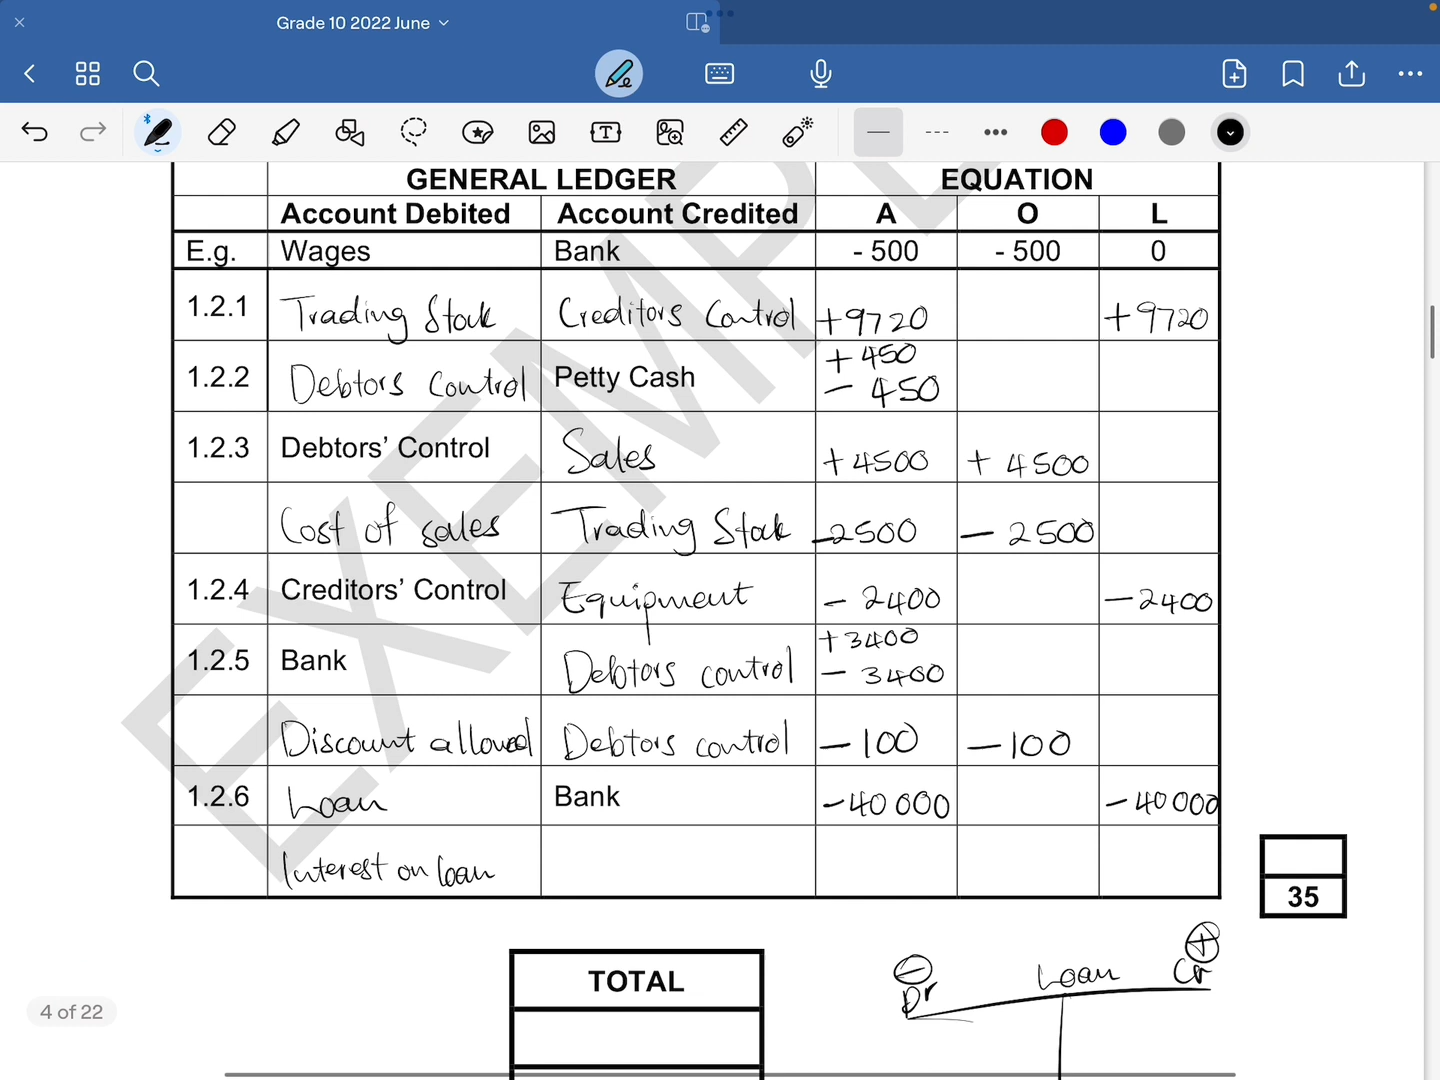 Grade 10 2022 June
GENERAL LEDGER EQUATION
Account Debited Account Credited A O L
E.g. Wages Bank - 500 - 500 0
1.2.1 Trading Stock Creditors Control +9720 +9720
1.2.2 Debtors control Petty Cash +450
- 450
1.2.3 Debtors' Control Sales +4500 + 4500
Cost of sales Trading Stock -2500 - 2500
1.2.4 Creditors' Control Equipment - 2400 - 2400
1.2.5 Bank Debtors control +3400
- 3400
Discount allowed Debtors control -100 -100
1.2.6 Loan Bank -40 000 - 40 000
Interest on loan
35
TOTAL
- Loan +
Dr Cr
4 of 22
EXEMPL